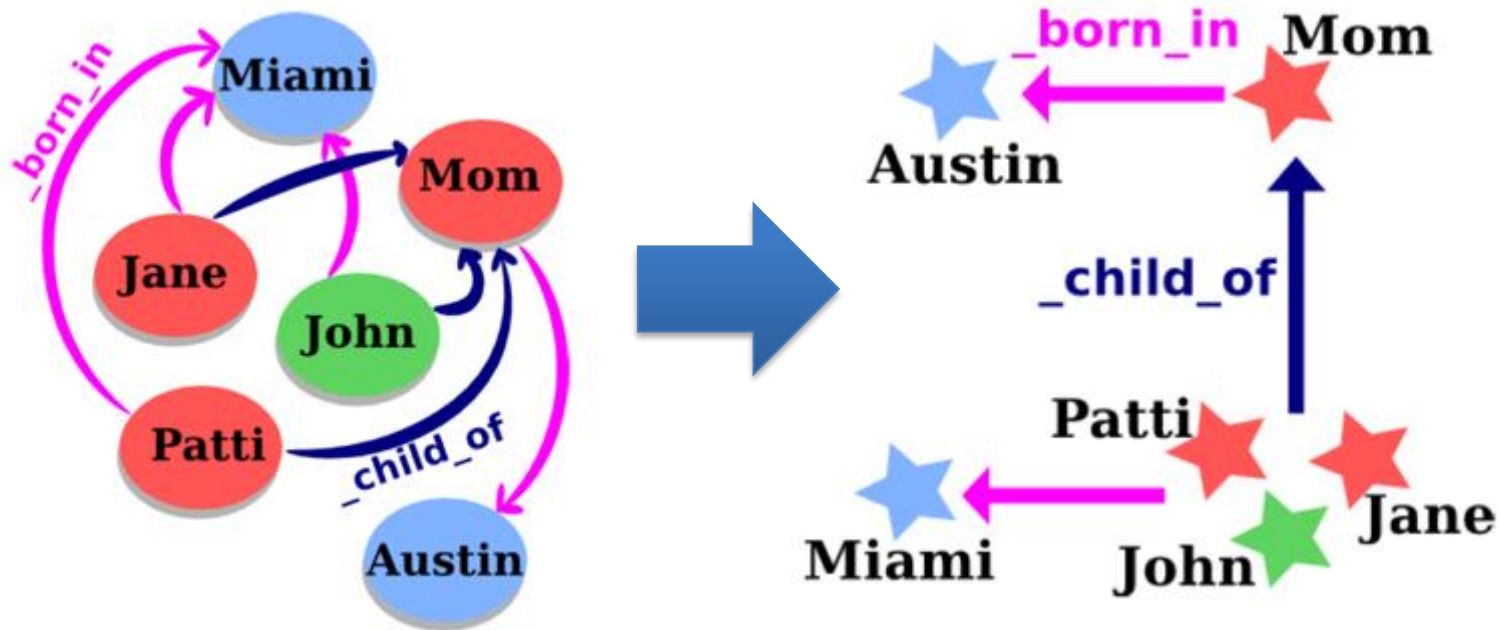 _born_in
Miami
Mom
Jane
John
Patti
_child_of
Austin
_born_in
Mom
Austin
_child_of
Patti
Jane
Miami
John